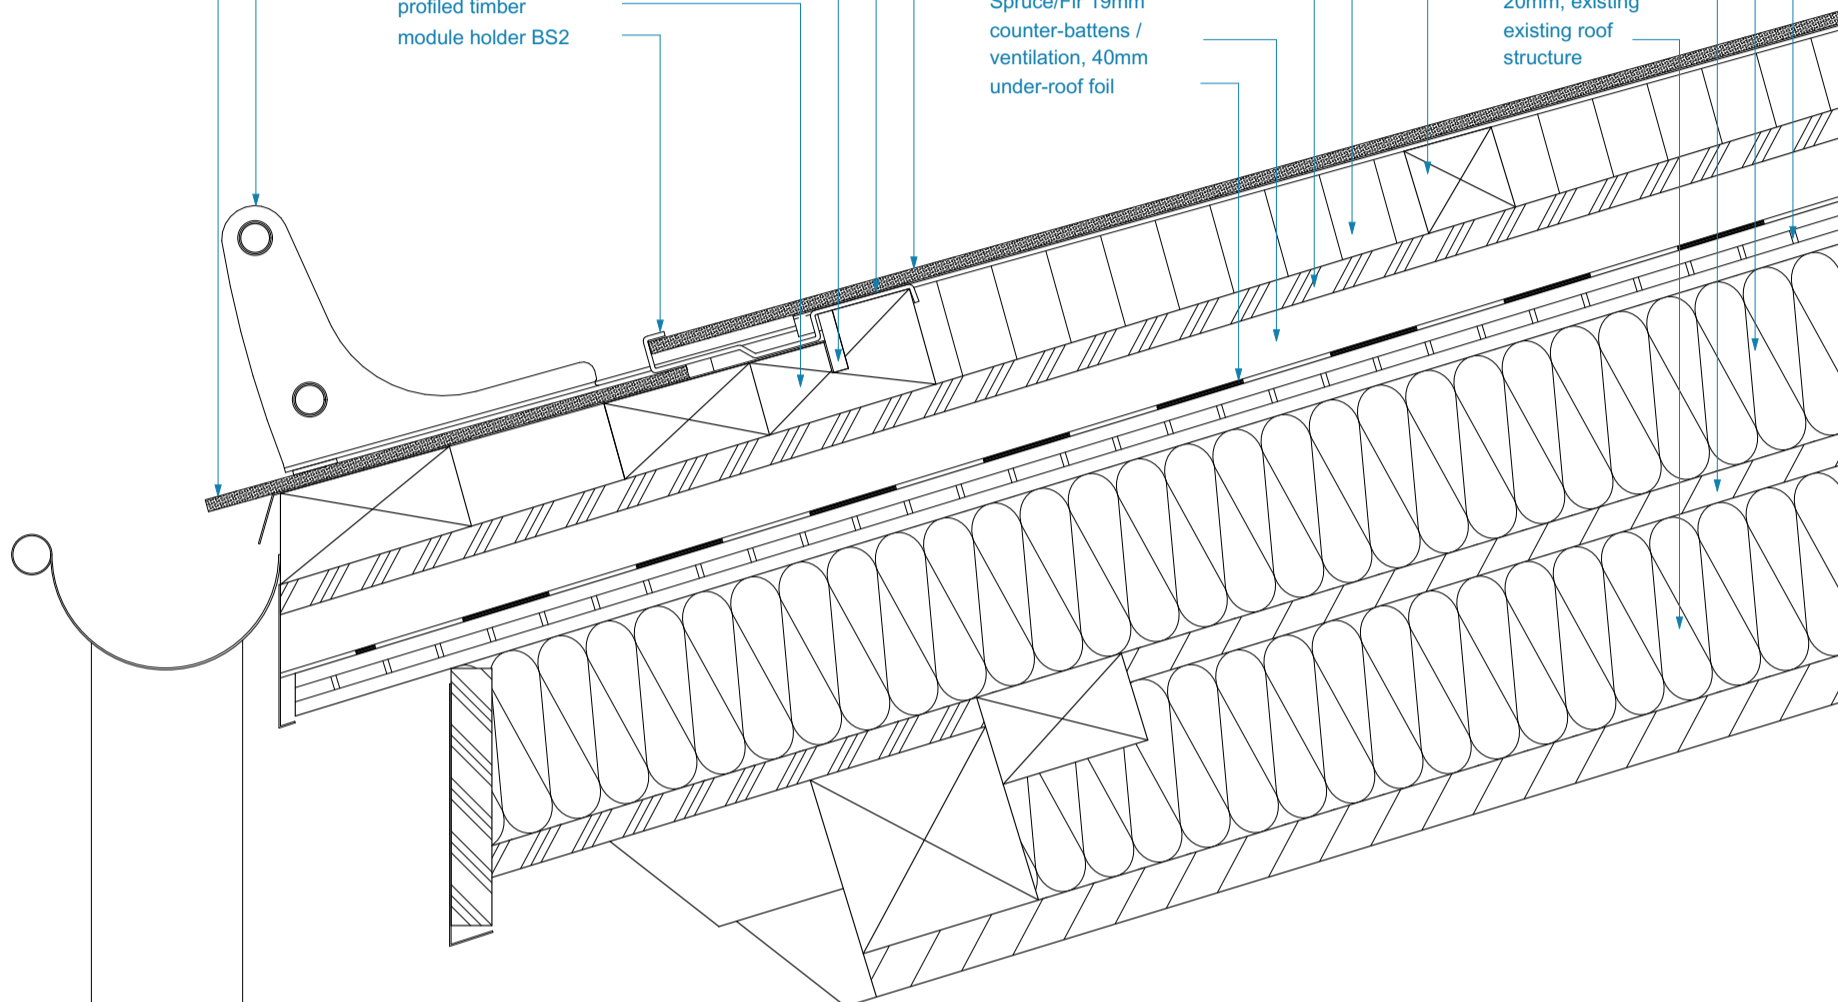 profiled timber
module holder BS2
Spruce/Fir 19mm
counter-battens /
ventilation, 40mm
under-roof foil
20mm, existing
existing roof
structure